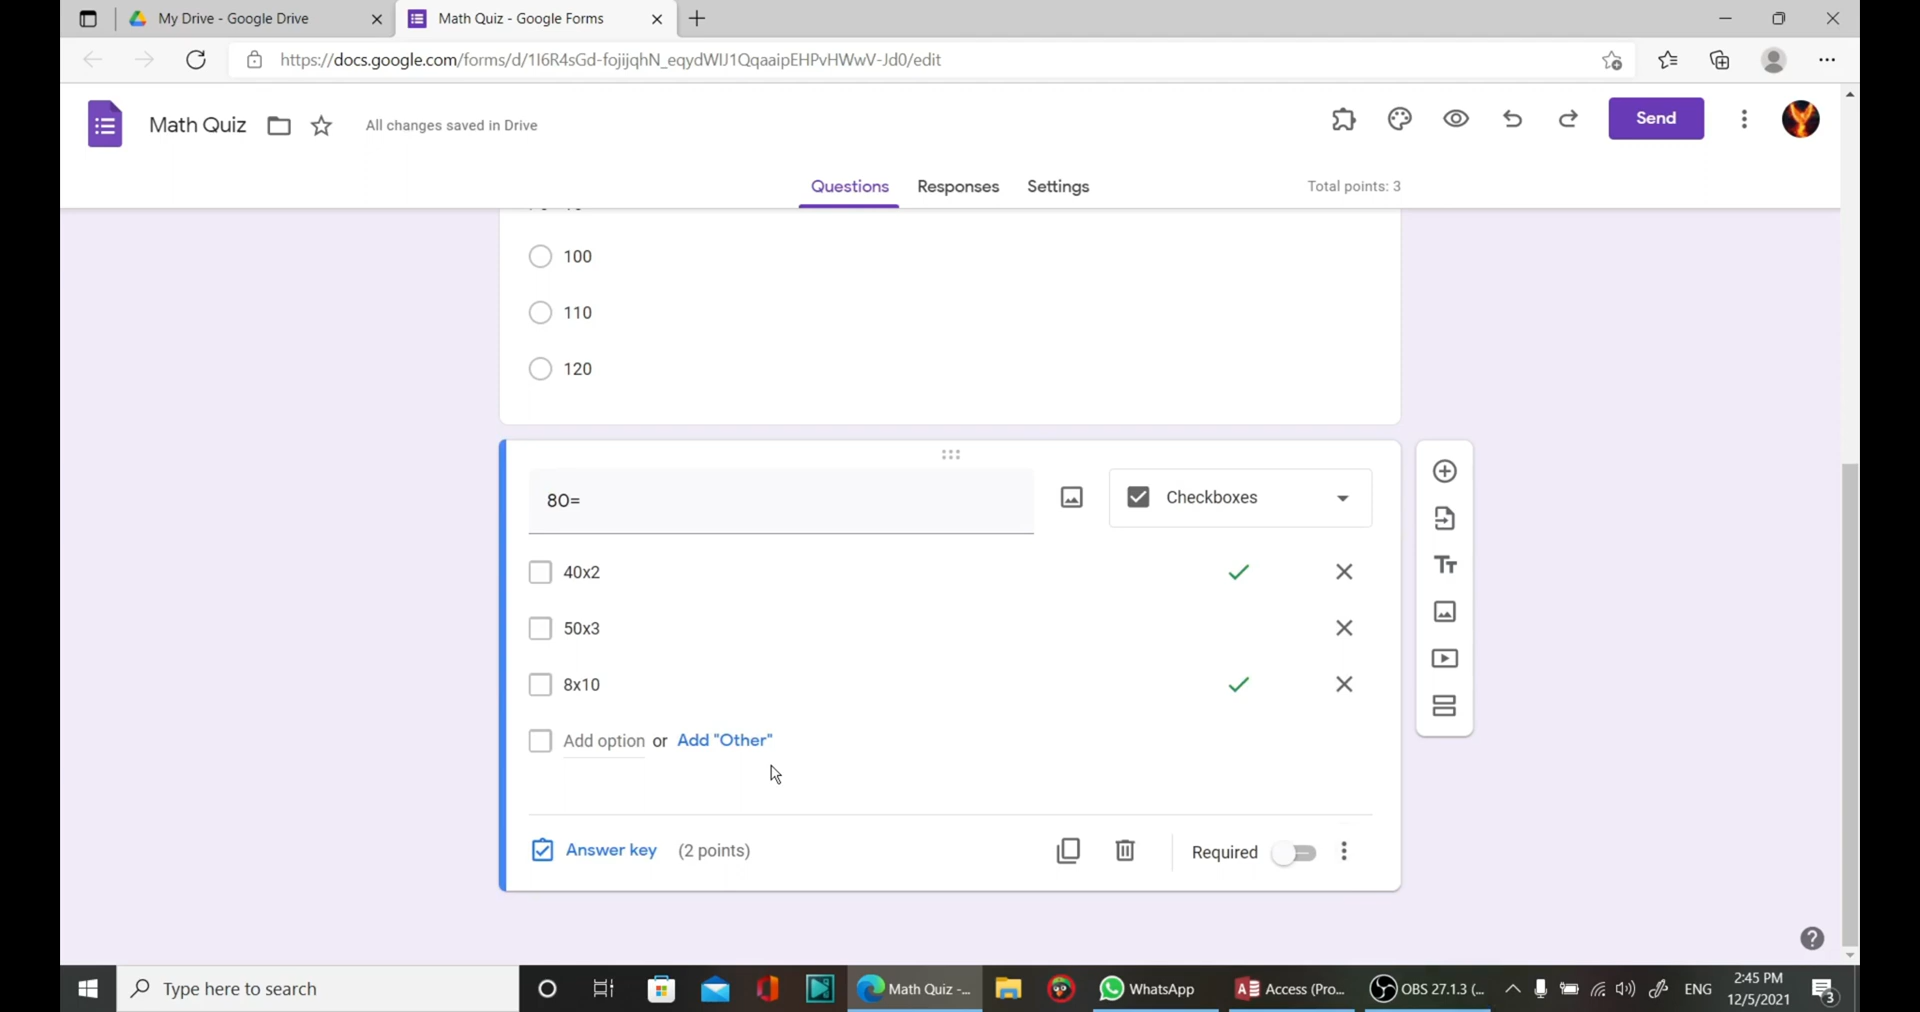 My Drive - Google Drive
Math Quiz - Google Forms
https://docs.google.com/forms/d/1I6R4sGd-fojijqhN_eqydWlJ1QqaaipEHPvHWwV-Jd0/edit
Math Quiz
All changes saved in Drive
Send
Questions
Responses
Settings
Total points: 3
100
110
120
80=
Checkboxes
40x2
50x3
8x10
Add option or Add "Other"
Answer key (2 points)
Required
Type here to search
Math Quiz -...
WhatsApp
Access (Pro...
OBS 27.1.3 (...
ENG
2:45 PM
12/5/2021
3